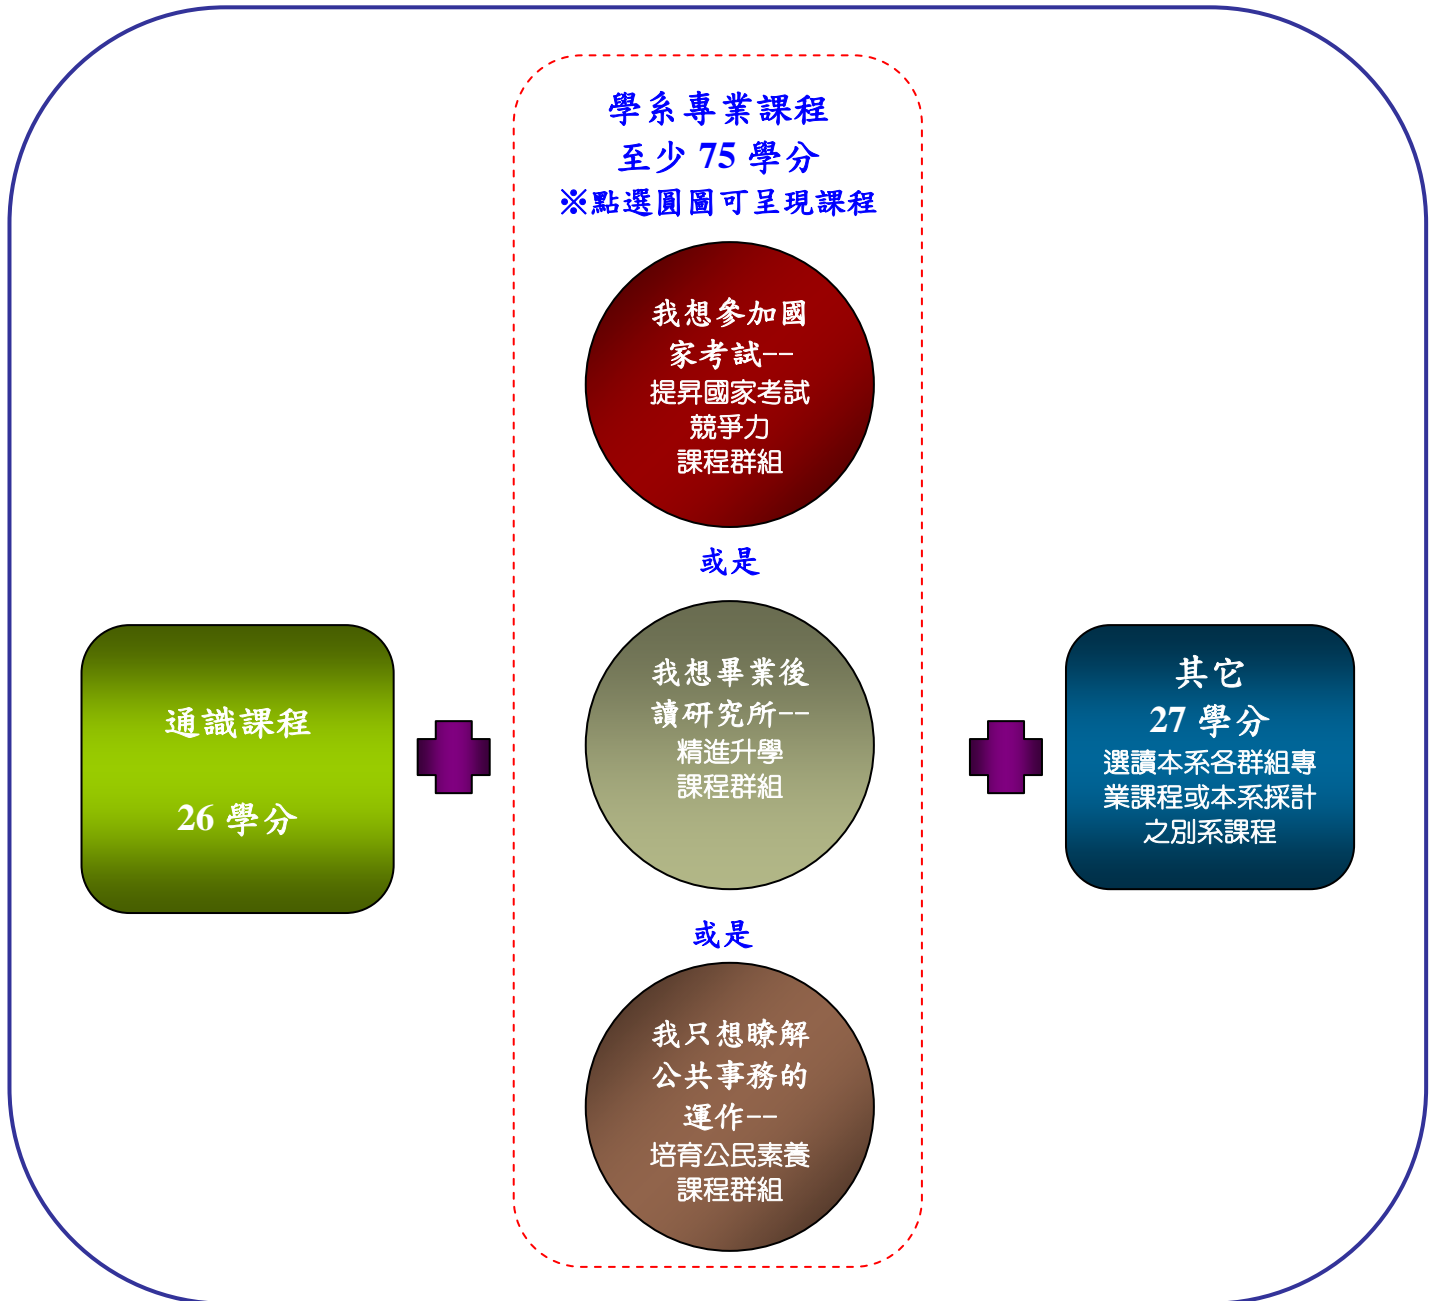 學系專業課程
至少 75 學分
※點選圓圖可呈現課程
我想參加國
家考試--
提昇國家考試
競爭力
課程群組
或是
通識課程
26 學分
我想畢業後
讀研究所--
精進升學
課程群組
其它
27 學分
選讀本系各群組專
業課程或本系採計
之別系課程
或是
我只想瞭解
公共事務的
運作--
培育公民素養
課程群組